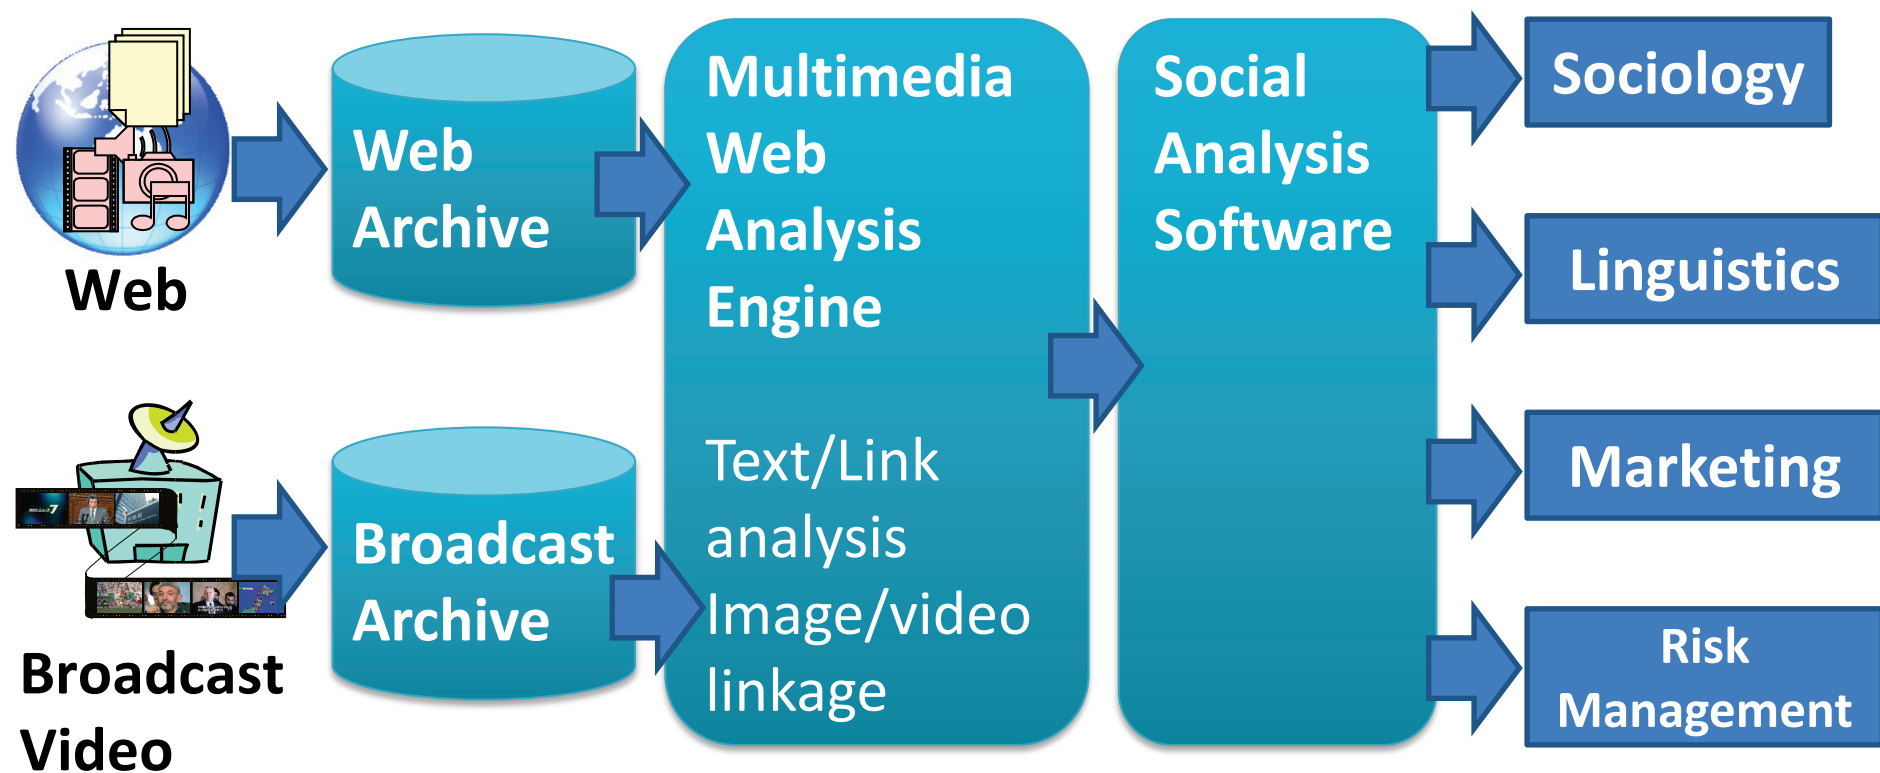 Web
Broadcast
Video
Web
Archive
Broadcast
Archive
Multimedia
Web
Analysis
Engine
Text/Link
analysis
Image/video
linkage
Social
Analysis
Software
Sociology
Linguistics
Marketing
Risk
Management